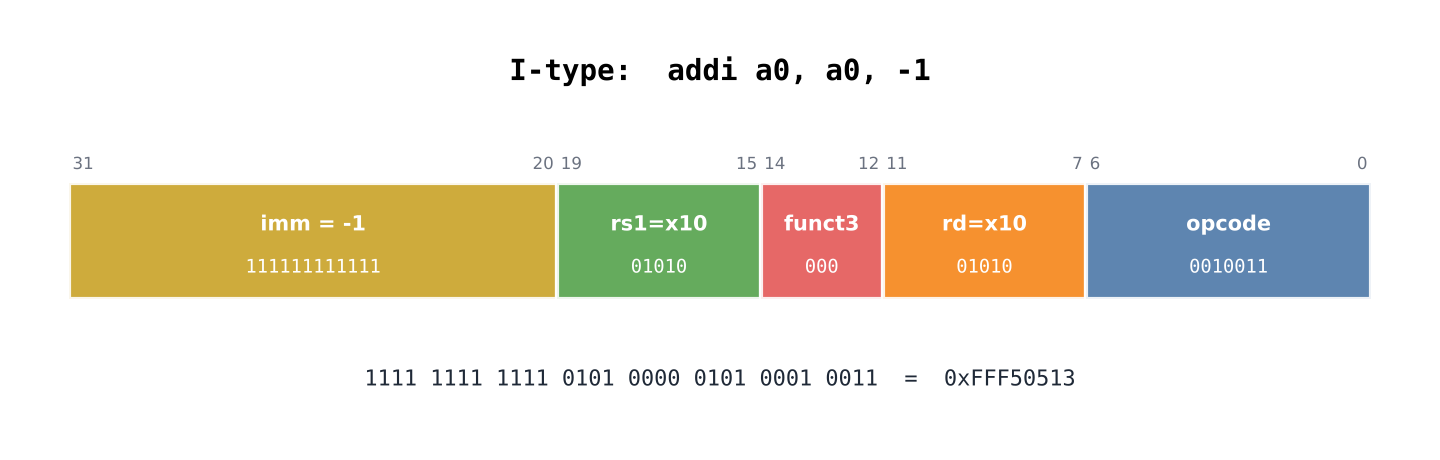 I-type:  addi a0, a0, -1
31 20 19 15 14 12 11 7 6 0
imm = -1 rs1=x10 funct3 rd=x10 opcode
111111111111 01010 000 01010 0010011
1111 1111 1111 0101 0000 0101 0001 0011  =  0xFFF50513